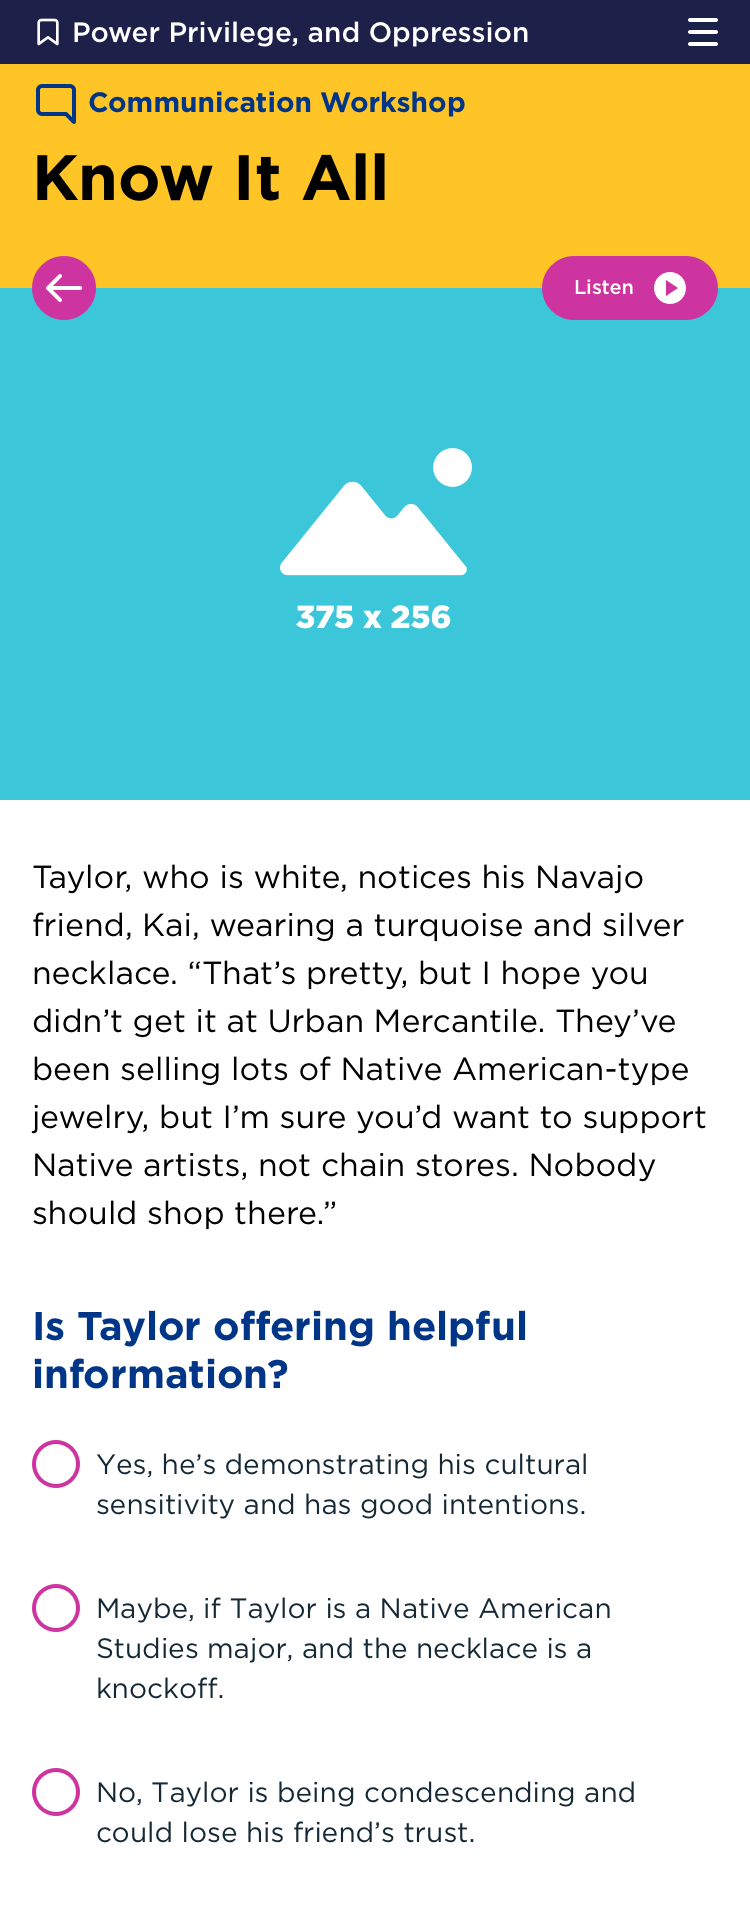 Power Privilege, and Oppression
Communication Workshop
Know It All
Listen
375 x 256
Taylor, who is white, notices his Navajo
friend, Kai, wearing a turquoise and silver
necklace. “That’s pretty, but I hope you
didn’t get it at Urban Mercantile. They’ve
been selling lots of Native American-type
jewelry, but I’m sure you’d want to support
Native artists, not chain stores. Nobody
should shop there.”
Is Taylor offering helpful
information?
Yes, he’s demonstrating his cultural
sensitivity and has good intentions.
Maybe, if Taylor is a Native American
Studies major, and the necklace is a
knockoff.
No, Taylor is being condescending and
could lose his friend’s trust.